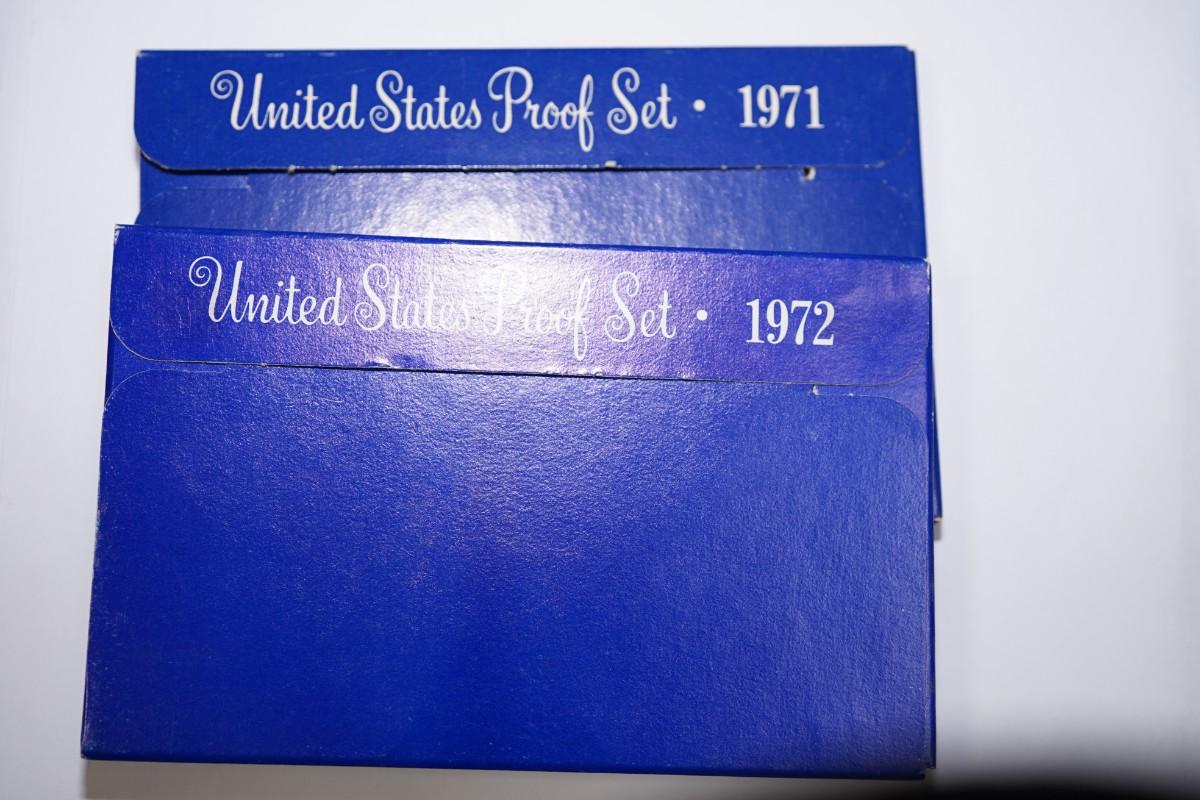 United States Proof Set • 1971
United States Proof Set • 1972